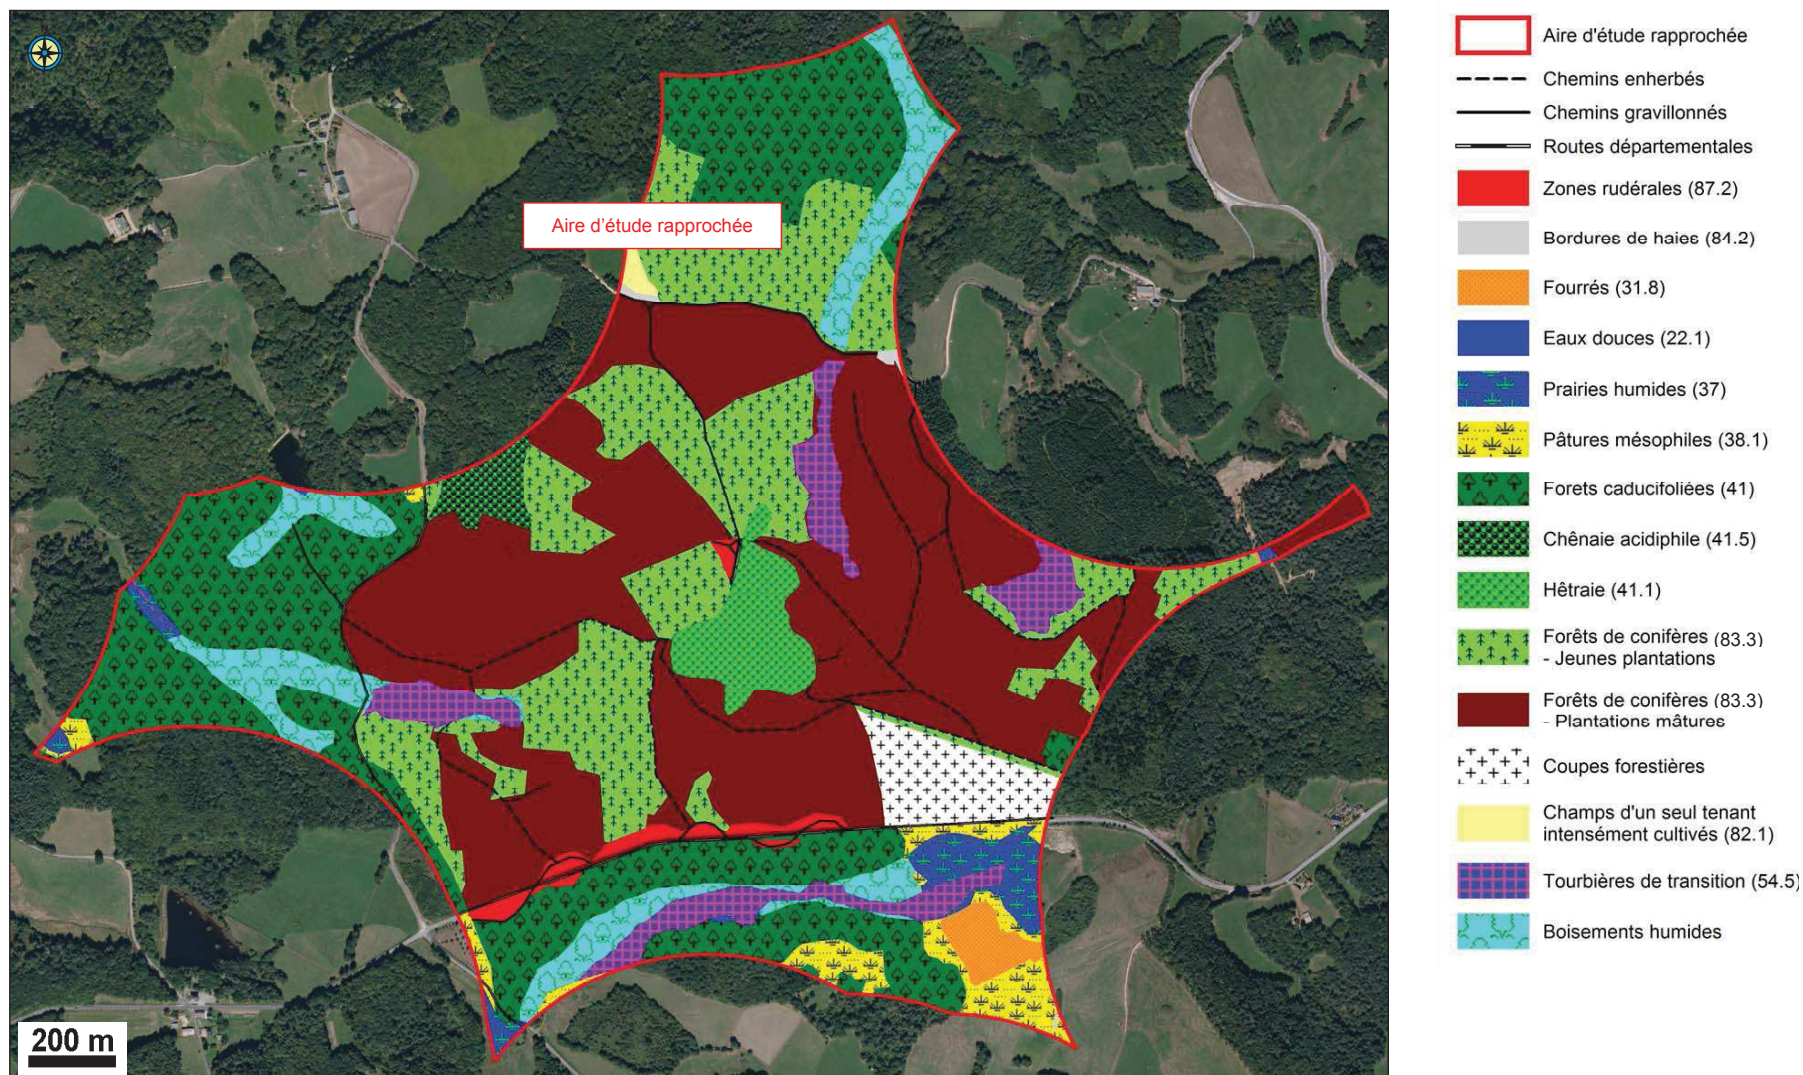 Aire d'étude rapprochée
200 m
Aire d'étude rapprochée
Chemins enherbés
Chemins gravillonnés
Routes départementales
Zones rudérales (87.2)
Bordures de haies (84.2)
Fourrés (31.8)
Eaux douces (22.1)
Prairies humides (37)
Pâtures mésophiles (38.1)
Forets caducifoliées (41)
Chênaie acidiphile (41.5)
Hêtraie (41.1)
Forêts de conifères (83.3)
- Jeunes plantations
Forêts de conifères (83.3)
- Plantations mâtures
Coupes forestières
Champs d'un seul tenant
intensément cultivés (82.1)
Tourbières de transition (54.5)
Boisements humides